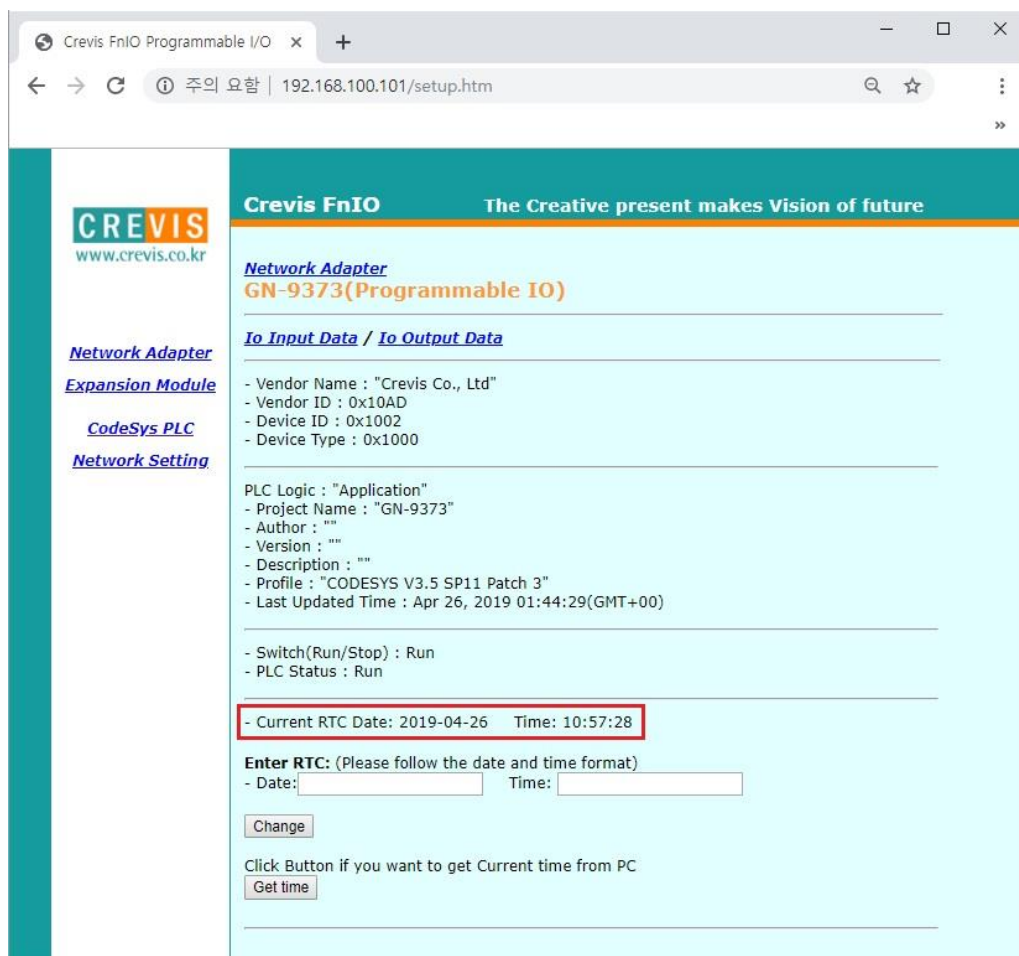 Crevis FnIO Programmable I/O
주의 요함 | 192.168.100.101/setup.htm
CREVIS
www.crevis.co.kr
Network Adapter
Expansion Module
CodeSys PLC
Network Setting
Crevis FnIO The Creative present makes Vision of future
Network Adapter
GN-9373(Programmable IO)
Io Input Data / Io Output Data
- Vendor Name : "Crevis Co., Ltd"
- Vendor ID : 0x10AD
- Device ID : 0x1002
- Device Type : 0x1000
PLC Logic : "Application"
- Project Name : "GN-9373"
- Author : ""
- Version : ""
- Description : ""
- Profile : "CODESYS V3.5 SP11 Patch 3"
- Last Updated Time : Apr 26, 2019 01:44:29(GMT+00)
- Switch(Run/Stop) : Run
- PLC Status : Run
- Current RTC Date: 2019-04-26 Time: 10:57:28
Enter RTC: (Please follow the date and time format)
- Date: Time:
Change
Click Button if you want to get Current time from PC
Get time